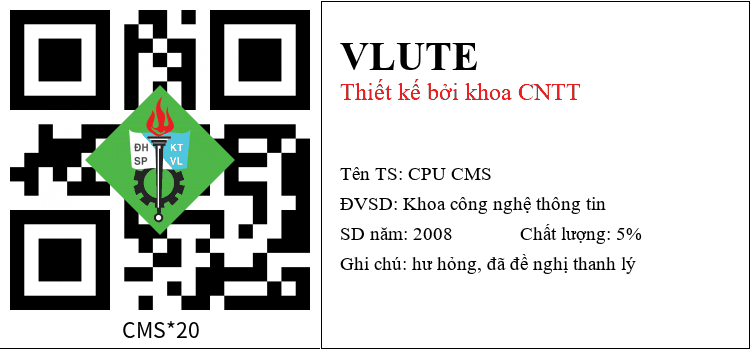 ĐH KT
SP VL
CMS*20
VLUTE
Thiết kế bởi khoa CNTT
Tên TS: CPU CMS
ĐVSD: Khoa công nghệ thông tin
SD năm: 2008 Chất lượng: 5%
Ghi chú: hư hỏng, đã đề nghị thanh lý